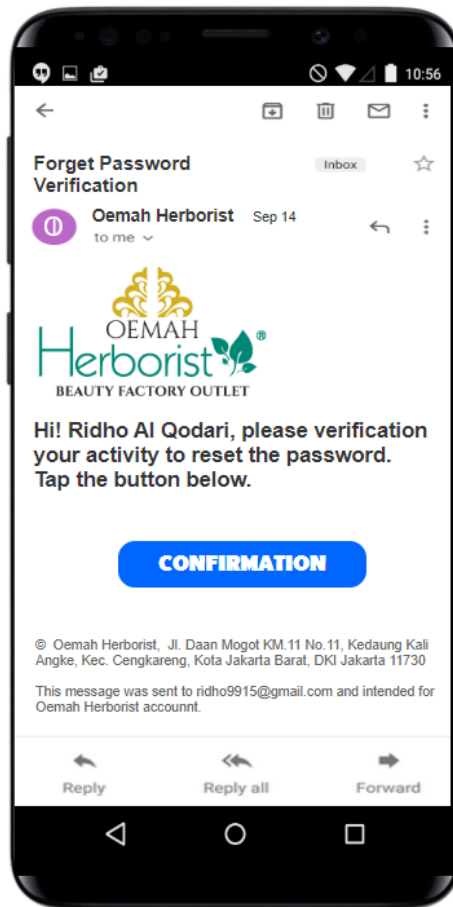 10:56
Forget Password
Inbox
Verification
Oemah Herborist Sep 14
to me
OEMAH
Herborist®
BEAUTY FACTORY OUTLET
Hi! Ridho Al Qodari, please verification
your activity to reset the password.
Tap the button below.
CONFIRMATION
© Oemah Herborist, Jl. Daan Mogot KM.11 No.11, Kedaung Kali
Angke, Kec. Cengkareng, Kota Jakarta Barat, DKI Jakarta 11730
This message was sent to ridho9915@gmail.com and intended for
Oemah Herborist accounnt.
Reply Reply all Forward